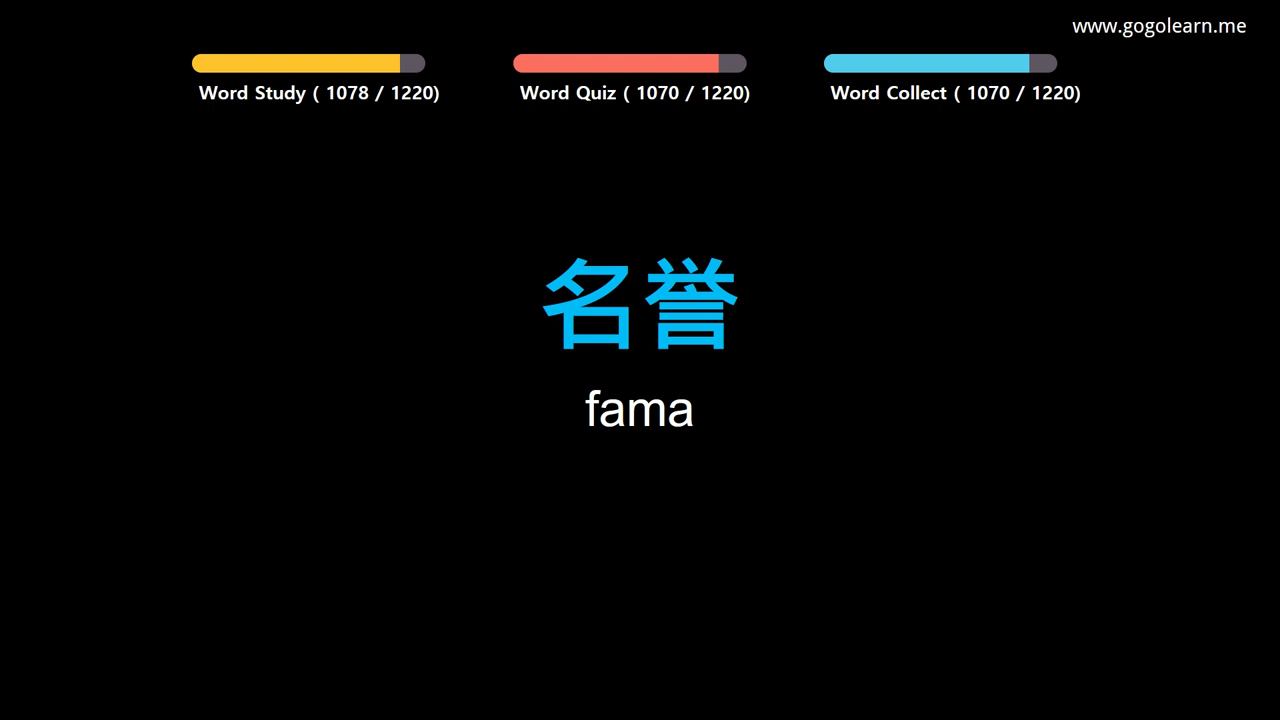 www.gogolearn.me
Word Study ( 1078 / 1220)
Word Quiz ( 1070 / 1220)
Word Collect ( 1070 / 1220)
名誉
fama